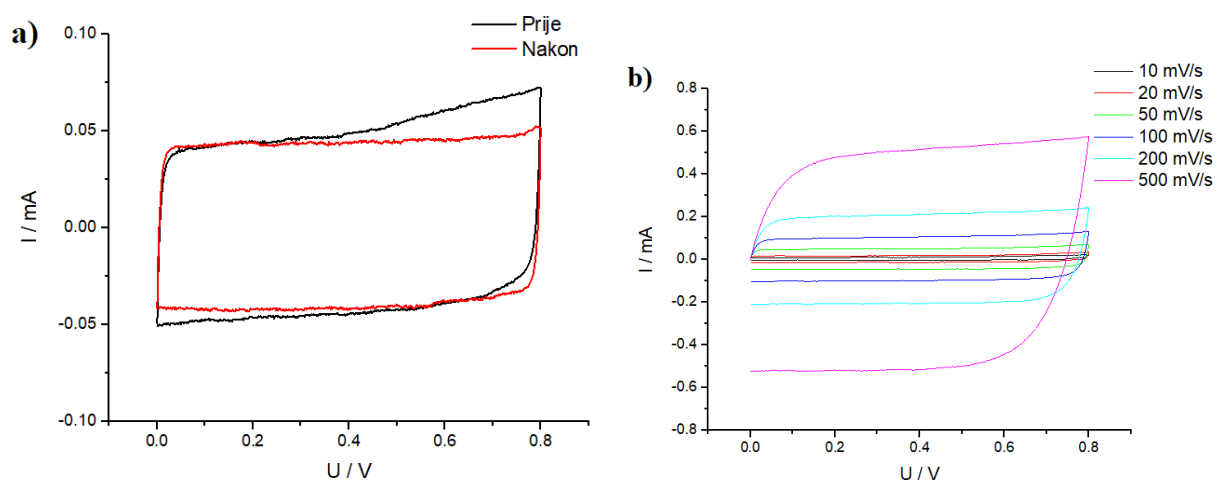 a)
Prije
Nakon
0.10
0.05
0.00
-0.05
-0.10
I / mA
0.0 0.2 0.4 0.6 0.8
U / V
b)
10 mV/s
20 mV/s
50 mV/s
100 mV/s
200 mV/s
500 mV/s
0.8
0.6
0.4
0.2
0.0
-0.2
-0.4
-0.6
-0.8
I / mA
0.0 0.2 0.4 0.6 0.8
U / V